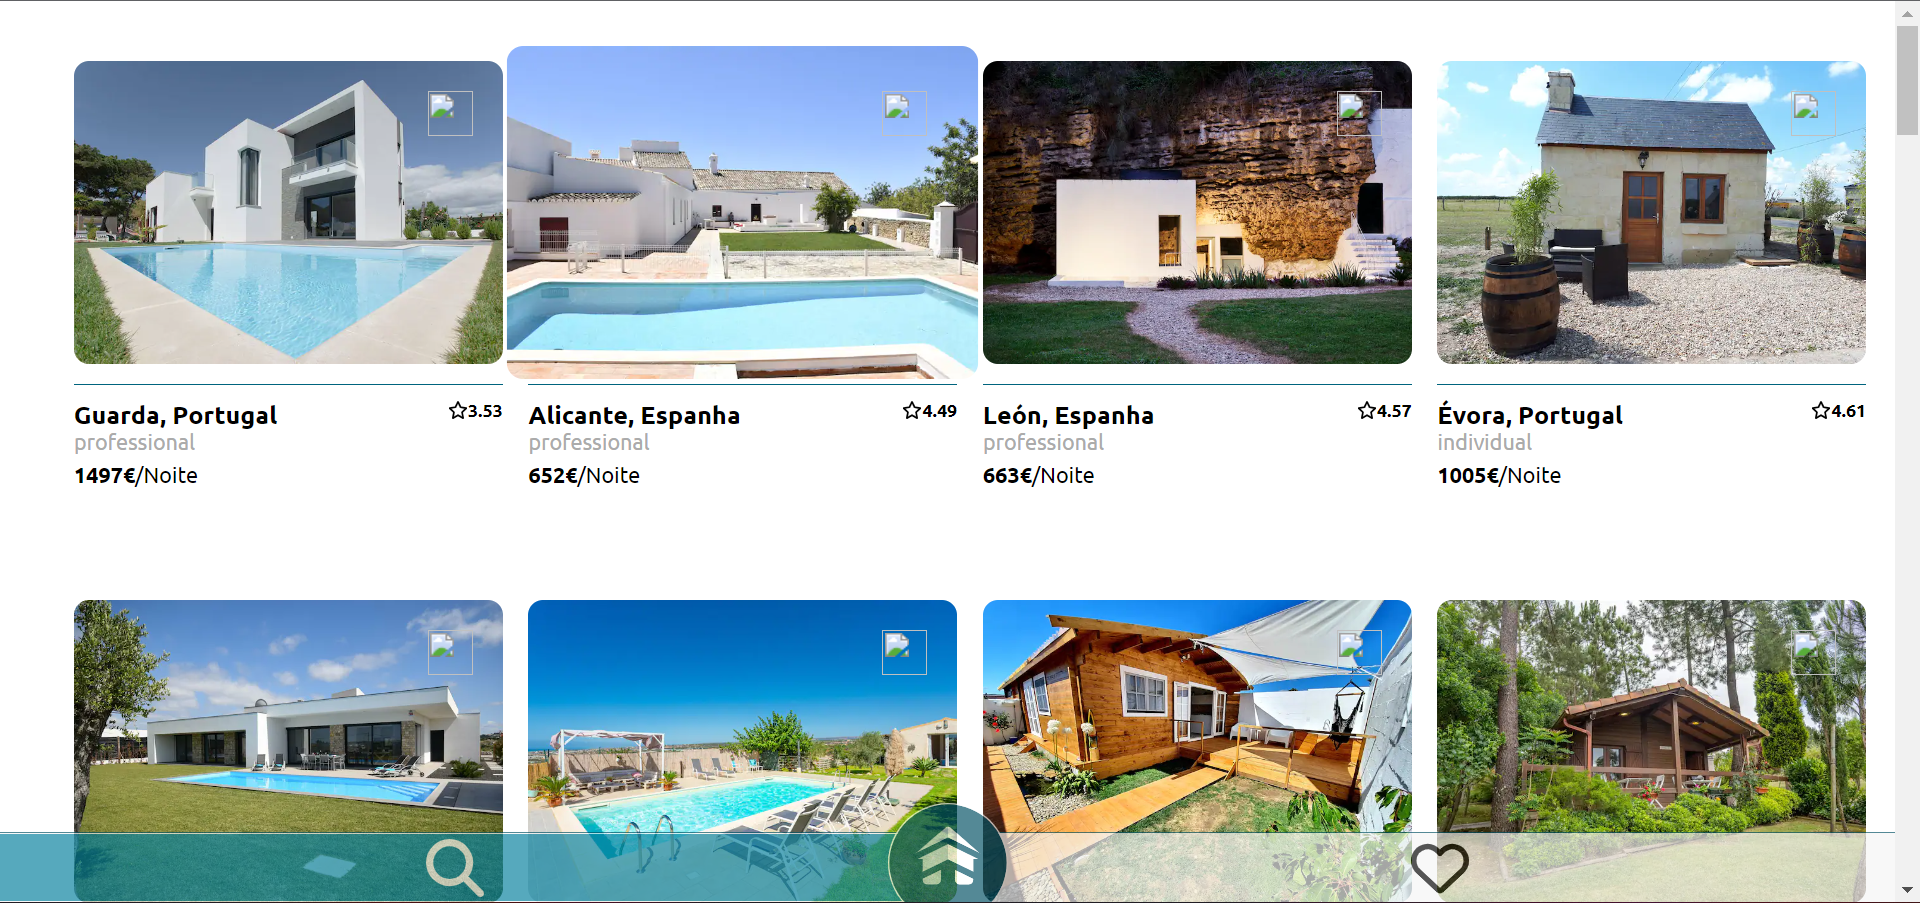 Guarda, Portugal
3.53
professional
1497€/Noite
Alicante, Espanha
4.49
professional
652€/Noite
León, Espanha
4.57
professional
663€/Noite
Évora, Portugal
4.61
individual
1005€/Noite